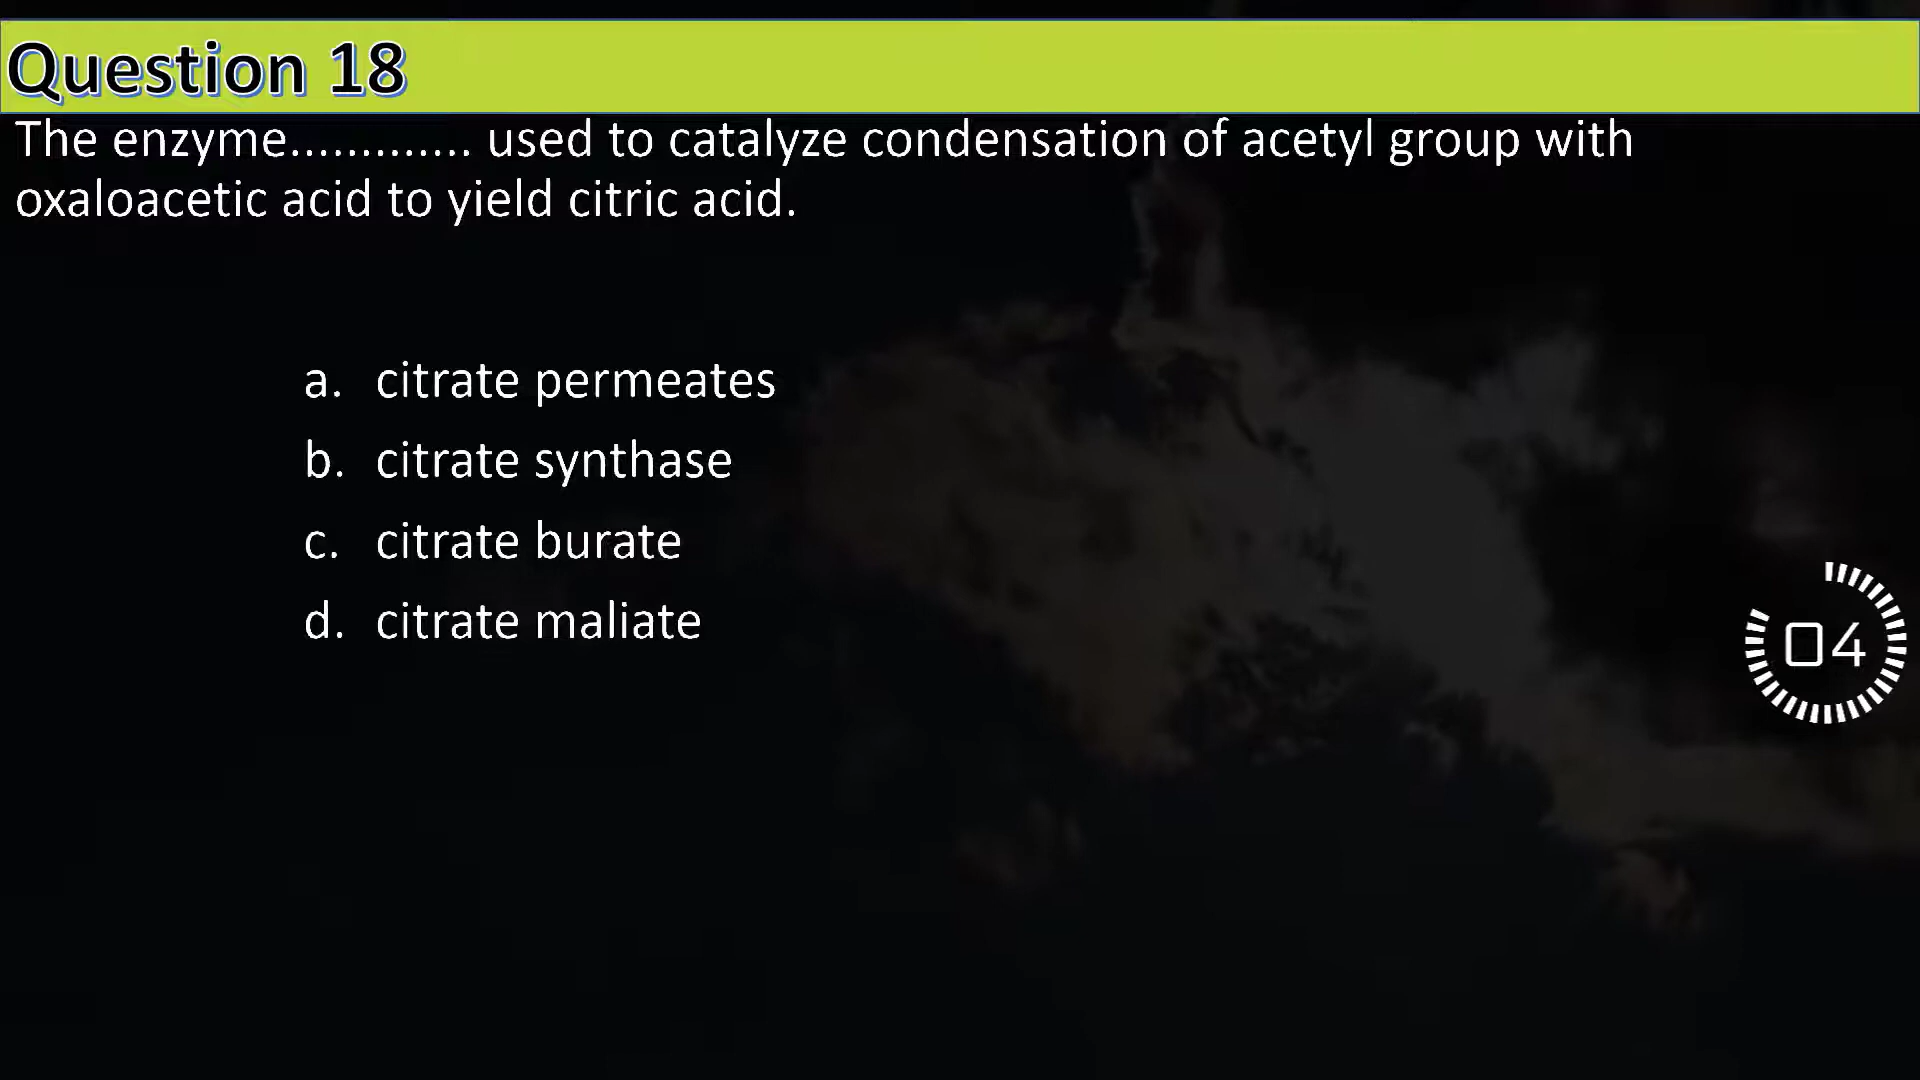 Question 18
The enzyme............. used to catalyze condensation of acetyl group with
oxaloacetic acid to yield citric acid.
a. citrate permeates
b. citrate synthase
c. citrate burate
d. citrate maliate
04